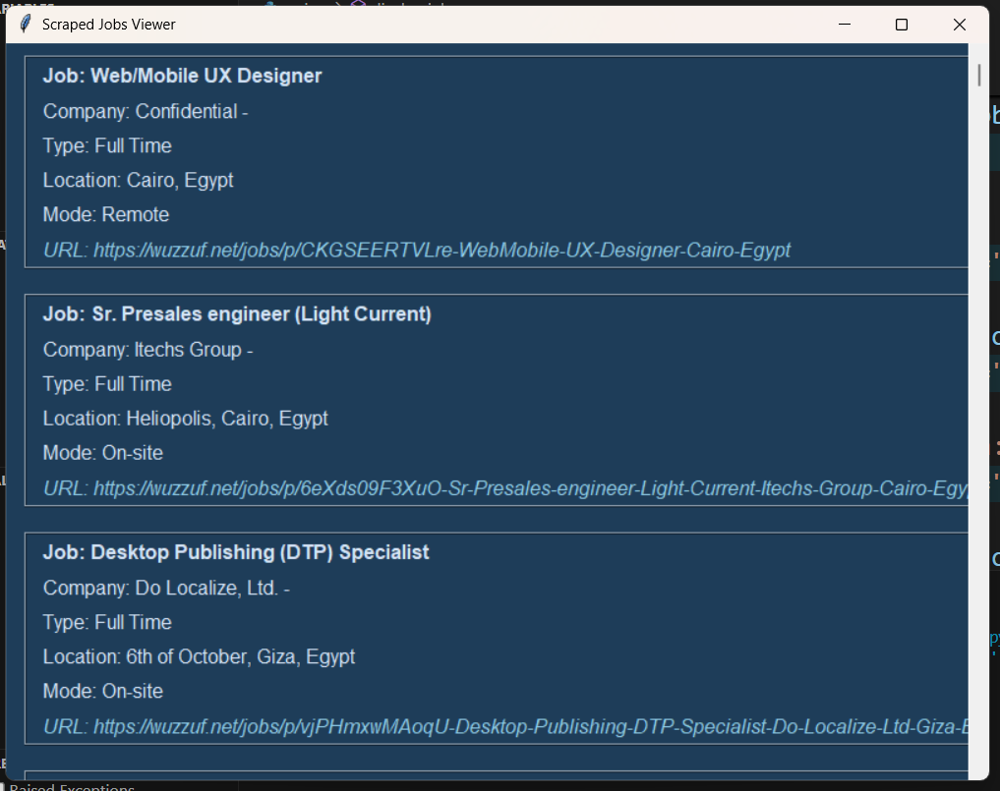 Scraped Jobs Viewer
Job: Web/Mobile UX Designer
Company: Confidential -
Type: Full Time
Location: Cairo, Egypt
Mode: Remote
URL: https://wuzzuf.net/jobs/p/CKGSEERTVLre-WebMobile-UX-Designer-Cairo-Egypt
Job: Sr. Presales engineer (Light Current)
Company: Itechs Group -
Type: Full Time
Location: Heliopolis, Cairo, Egypt
Mode: On-site
URL: https://wuzzuf.net/jobs/p/6eXds09F3XuO-Sr-Presales-engineer-Light-Current-Itechs-Group-Cairo-Egy
Job: Desktop Publishing (DTP) Specialist
Company: Do Localize, Ltd. -
Type: Full Time
Location: 6th of October, Giza, Egypt
Mode: On-site
URL: https://wuzzuf.net/jobs/p/vjPHmxwMAoqU-Desktop-Publishing-DTP-Specialist-Do-Localize-Ltd-Giza-E
Raised Exceptions